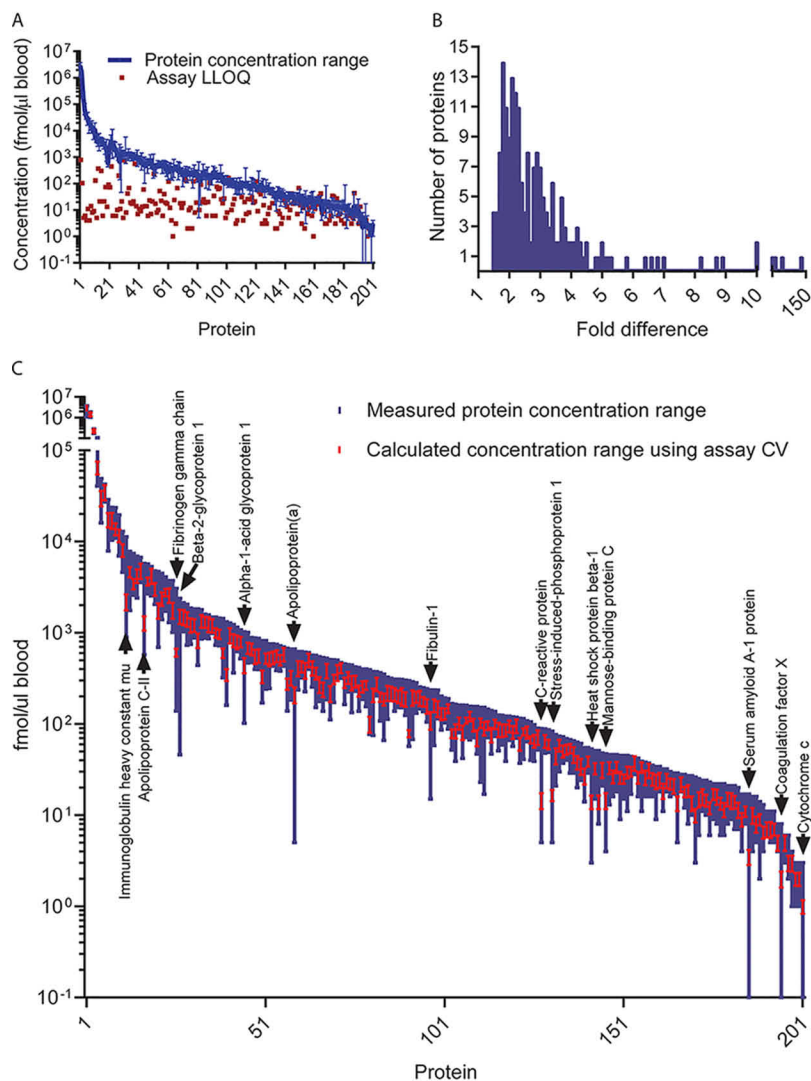 A
Concentration (fmol/µl blood)
10⁷
10⁶
10⁵
10⁴
10³
10²
10¹
10⁰
10⁻¹
Protein concentration range
Assay LLOQ
1 21 41 61 81 101 121 141 161 181 201
Protein
B
Number of proteins
15
13
11
9
7
5
3
1
1 2 3 4 5 6 7 8 9 10 150
Fold difference
C
fmol/ul blood
10⁷
10⁶
10⁵
10⁴
10³
10²
10¹
10⁰
10⁻¹
Measured protein concentration range
Calculated concentration range using assay CV
Immunoglobulin heavy constant mu
Apolipoprotein C-II
Fibrinogen gamma chain
Beta-2-glycoprotein 1
Alpha-1-acid glycoprotein 1
Apolipoprotein(a)
Fibulin-1
C-reactive protein
Stress-induced-phosphoprotein 1
Heat shock protein beta-1
Mannose-binding protein C
Serum amyloid A-1 protein
Coagulation factor X
Cytochrome c
1 51 101 151 201
Protein